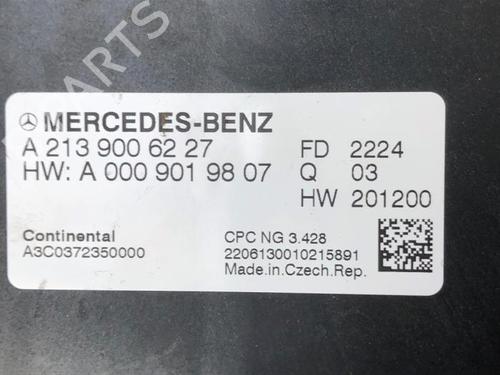 PARTS
MERCEDES-BENZ
A 213 900 62 27 FD 2224
HW: A 000 901 98 07 Q 03
HW 201200
Continental CPC NG 3.428
A3C0372350000 2206130010215891
Made.in.Czech.Rep.